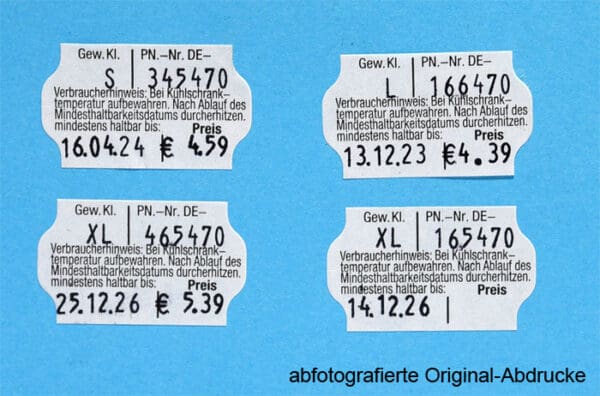 Gew. Kl. | PN.–Nr. DE–
S | 345470
Verbraucherhinweis: Bei Kühlschrank–
temperatur aufbewahren. Nach Ablauf des
Mindesthaltbarkeitsdatums durcherhitzen.
mindestens haltbar bis: Preis
16.04.24 € 4.59
Gew. Kl. | PN.–Nr. DE–
L | 166470
Verbraucherhinweis: Bei Kühlschrank–
temperatur aufbewahren. Nach Ablauf des
Mindesthaltbarkeitsdatums durcherhitzen.
mindestens haltbar bis: Preis
13.12.23 €4.39
Gew. Kl. | PN.–Nr. DE–
XL | 465470
Verbraucherhinweis: Bei Kühlschrank–
temperatur aufbewahren. Nach Ablauf des
Mindesthaltbarkeitsdatums durcherhitzen.
mindestens haltbar bis: Preis
25.12.26 € 5.39
Gew. Kl. | PN.–Nr. DE–
XL | 165470
Verbraucherhinweis: Bei Kühlschrank–
temperatur aufbewahren. Nach Ablauf des
Mindesthaltbarkeitsdatums durcherhitzen.
mindestens haltbar bis: Preis
14.12.26 |
abfotografierte Original-Abdrucke